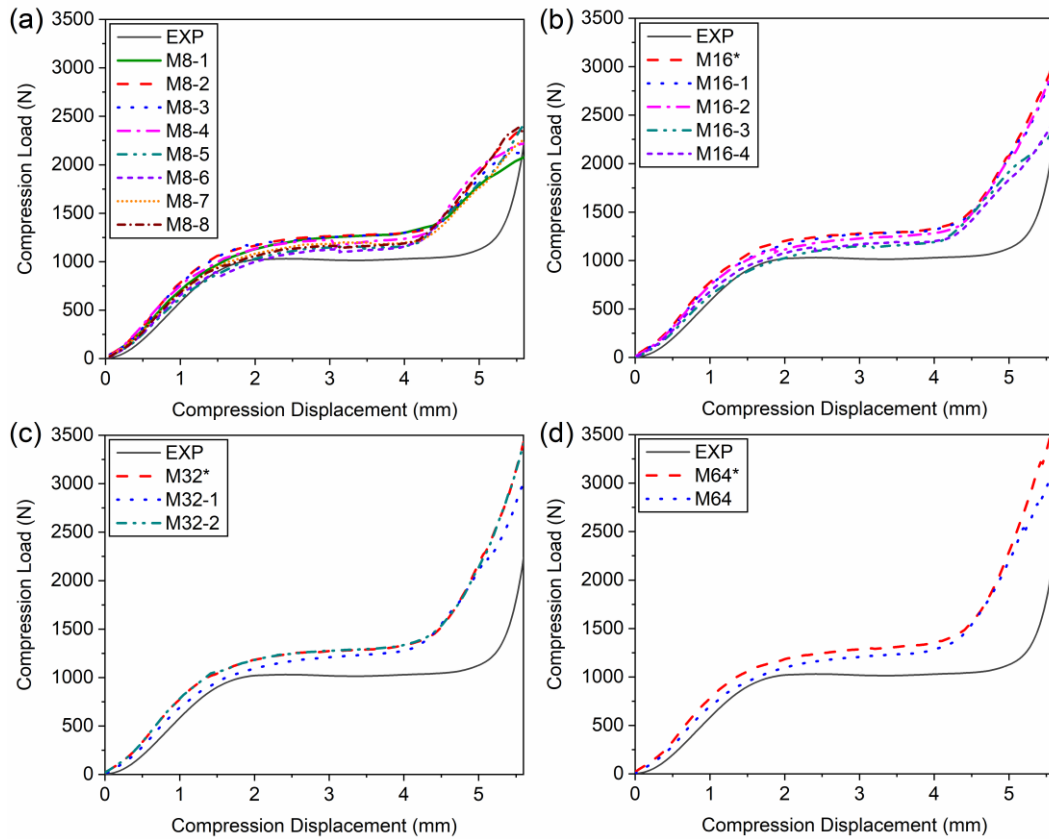 (a)
3500
3000
2500
2000
1500
1000
500
0
Compression Load (N)
EXP
M8-1
M8-2
M8-3
M8-4
M8-5
M8-6
M8-7
M8-8
0 1 2 3 4 5
Compression Displacement (mm)
(b)
3500
3000
2500
2000
1500
1000
500
0
Compression Load (N)
EXP
M16*
M16-1
M16-2
M16-3
M16-4
0 1 2 3 4 5
Compression Displacement (mm)
(c)
3500
3000
2500
2000
1500
1000
500
0
Compression Load (N)
EXP
M32*
M32-1
M32-2
0 1 2 3 4 5
Compression Displacement (mm)
(d)
3500
3000
2500
2000
1500
1000
500
0
Compression Load (N)
EXP
M64*
M64
0 1 2 3 4 5
Compression Displacement (mm)